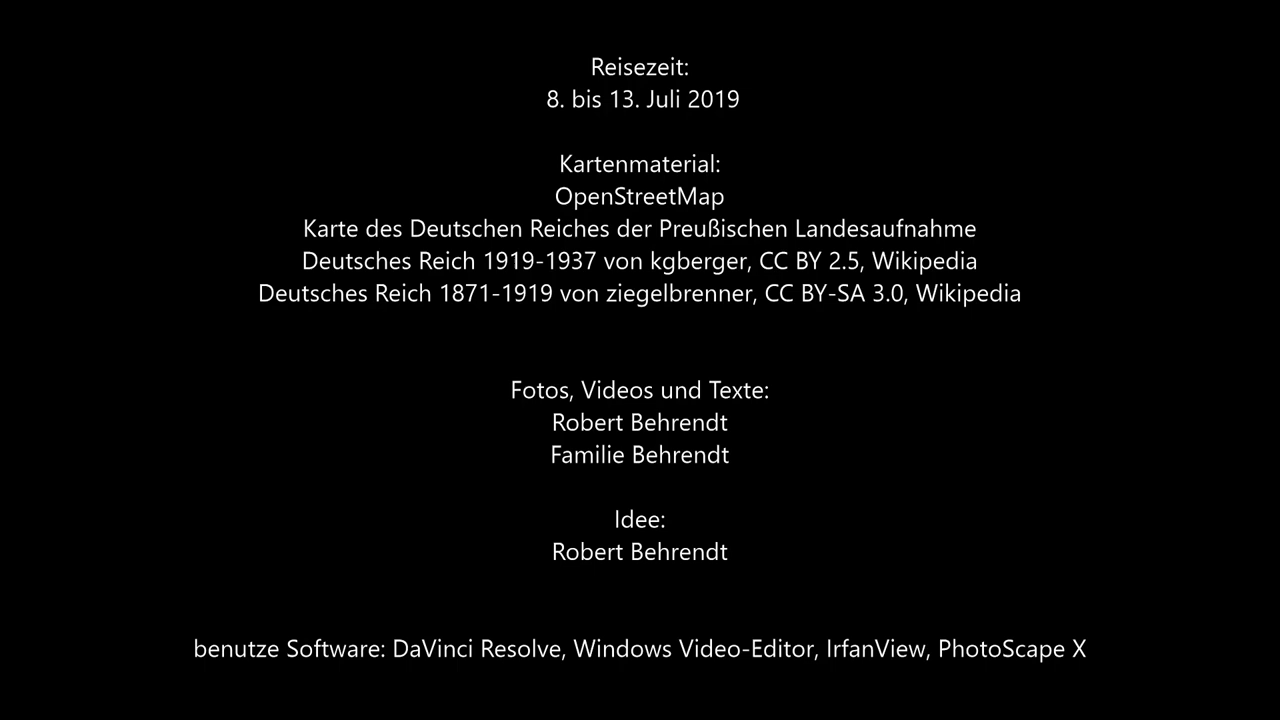 Reisezeit:
8. bis 13. Juli 2019
Kartenmaterial:
OpenStreetMap
Karte des Deutschen Reiches der Preußischen Landesaufnahme
Deutsches Reich 1919-1937 von kgberger, CC BY 2.5, Wikipedia
Deutsches Reich 1871-1919 von ziegelbrenner, CC BY-SA 3.0, Wikipedia
Fotos, Videos und Texte:
Robert Behrendt
Familie Behrendt
Idee:
Robert Behrendt
benutze Software: DaVinci Resolve, Windows Video-Editor, IrfanView, PhotoScape X